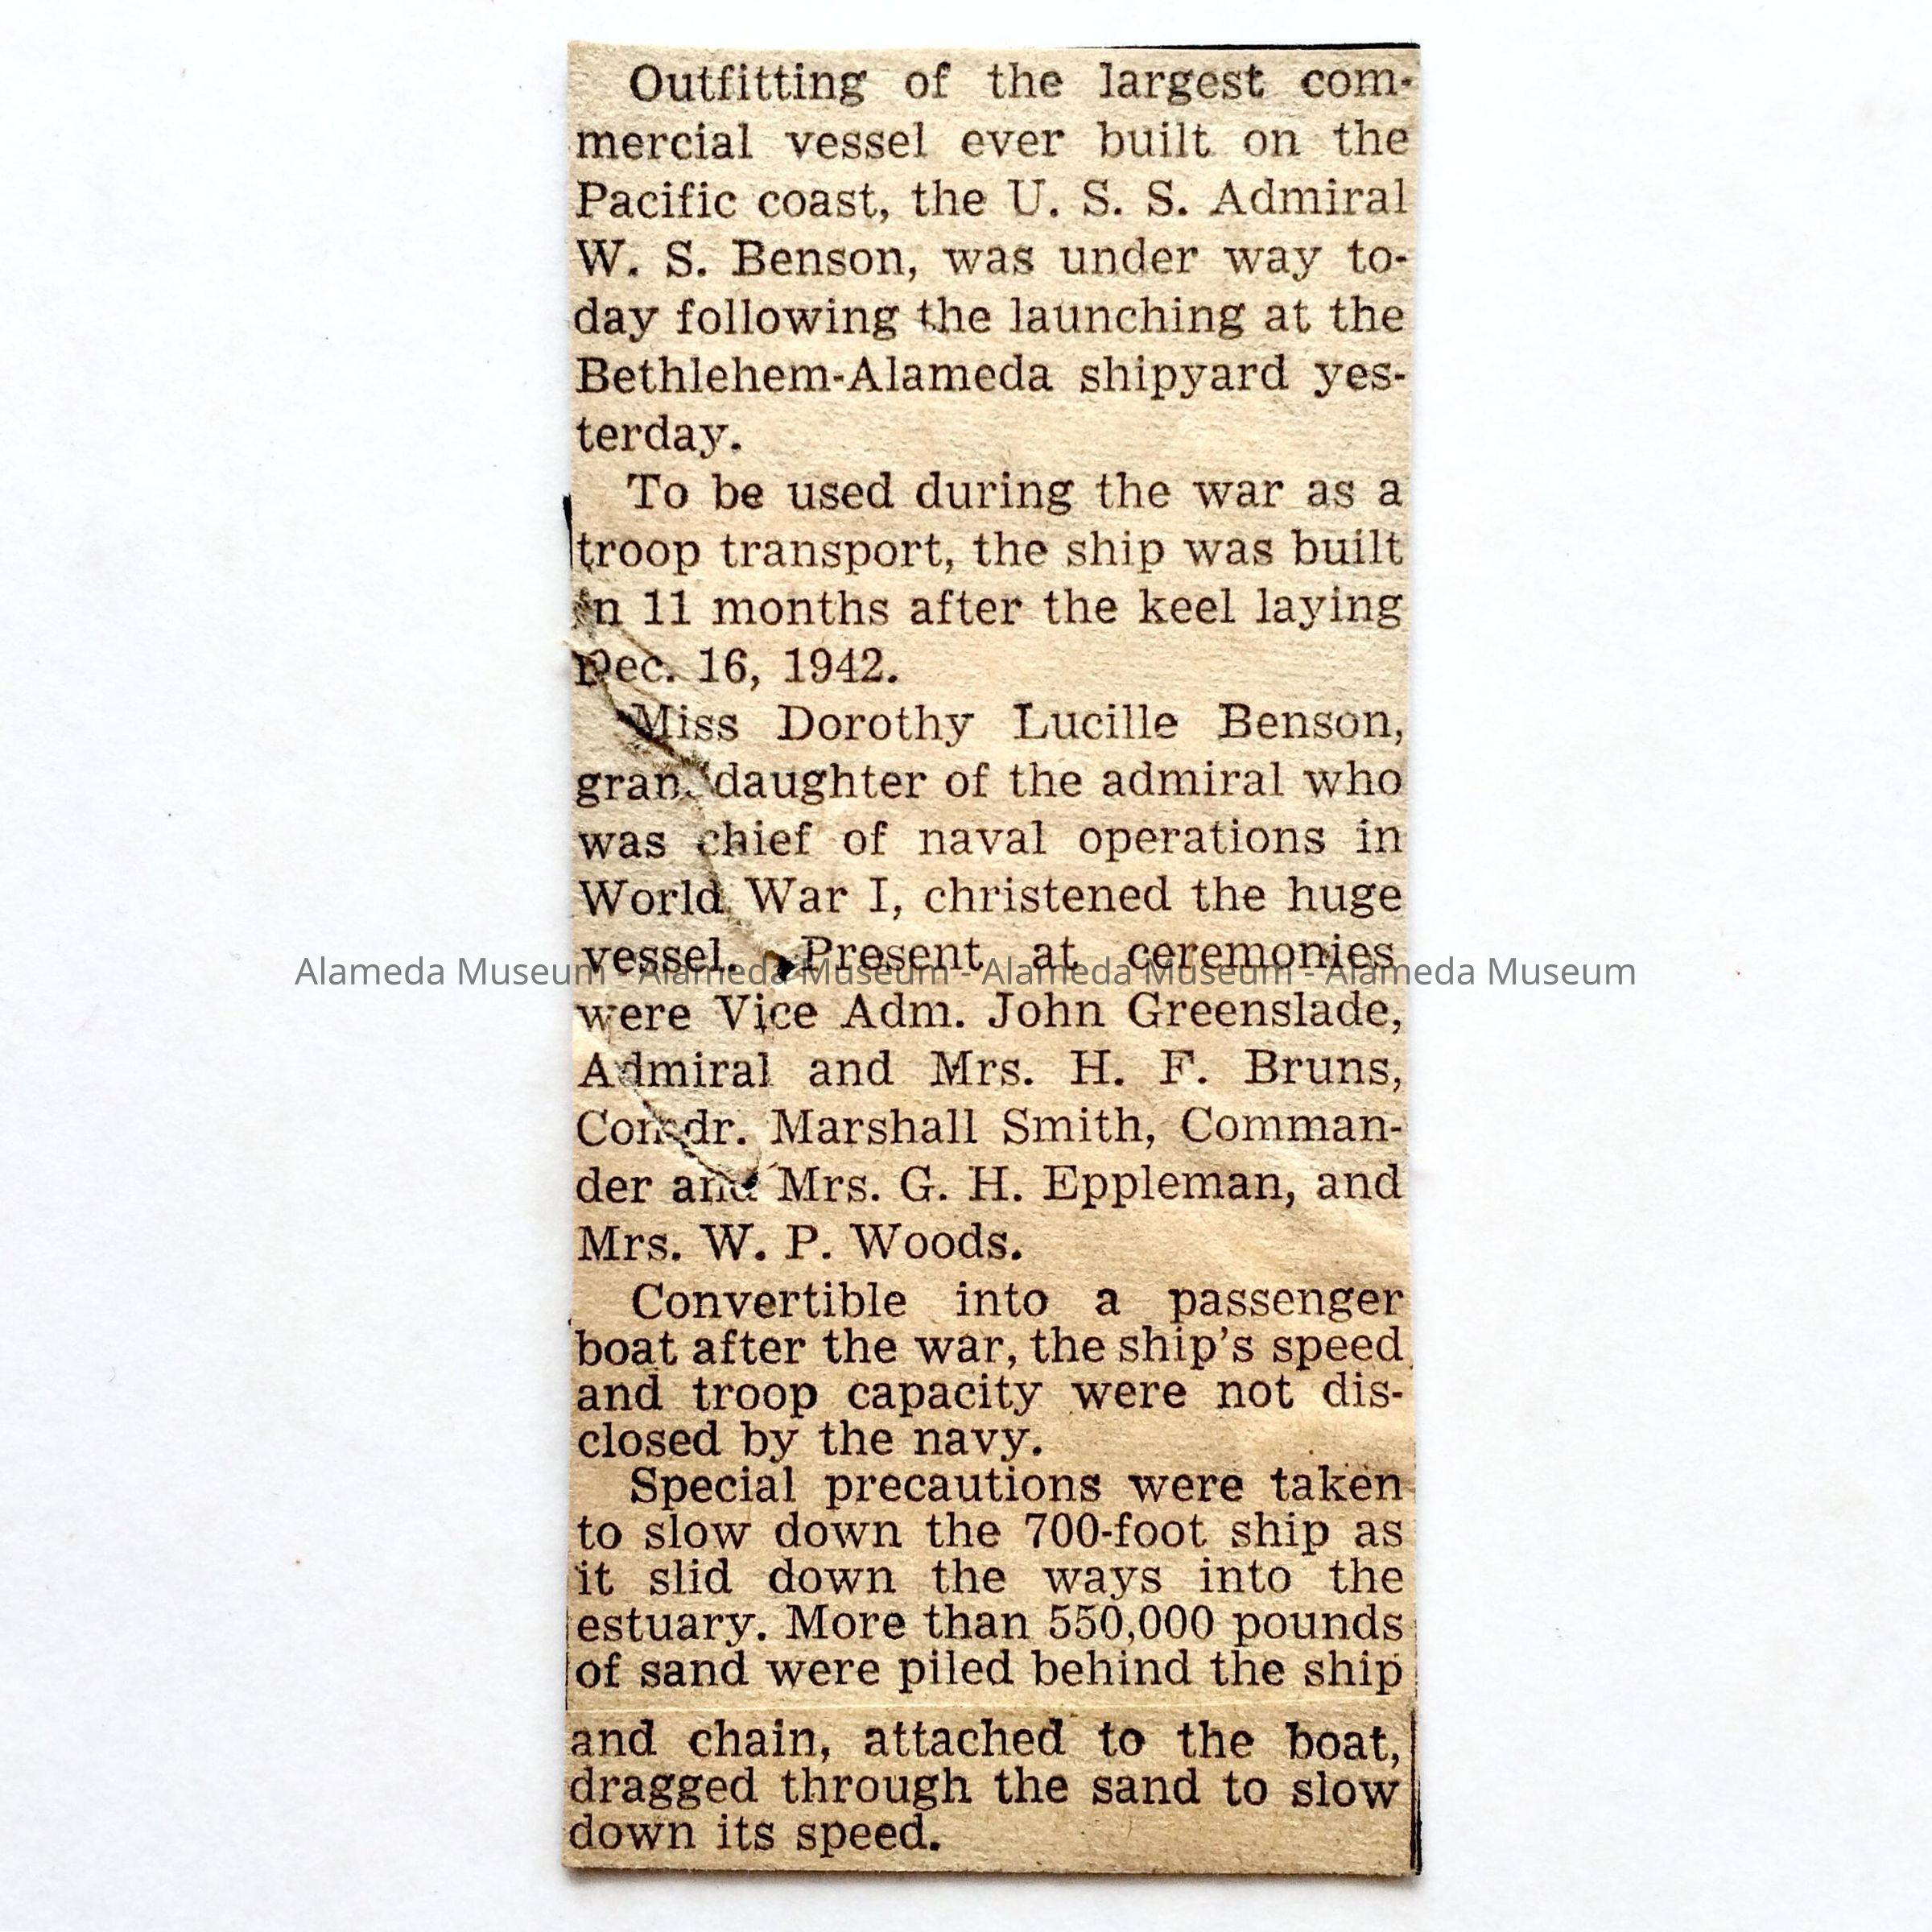 Outfitting of the largest com-
mercial vessel ever built on the
Pacific coast, the U. S. S. Admiral
W. S. Benson, was under way to-
day following the launching at the
Bethlehem-Alameda shipyard yes-
terday.
To be used during the war as a
troop transport, the ship was built
in 11 months after the keel laying
Dec. 16, 1942.
Miss Dorothy Lucille Benson,
granddaughter of the admiral who
was chief of naval operations in
World War I, christened the huge
vessel. Present at ceremonies
Alameda Museum - Alameda Museum - Alameda Museum - Alameda Museum
were Vice Adm. John Greenslade,
Admiral and Mrs. H. F. Bruns,
Comdr. Marshall Smith, Comman-
der and Mrs. G. H. Eppleman, and
Mrs. W. P. Woods.
Convertible into a passenger
boat after the war, the ship's speed
and troop capacity were not dis-
closed by the navy.
Special precautions were taken
to slow down the 700-foot ship as
it slid down the ways into the
estuary. More than 550,000 pounds
of sand were piled behind the ship
and chain, attached to the boat,
dragged through the sand to slow
down its speed.